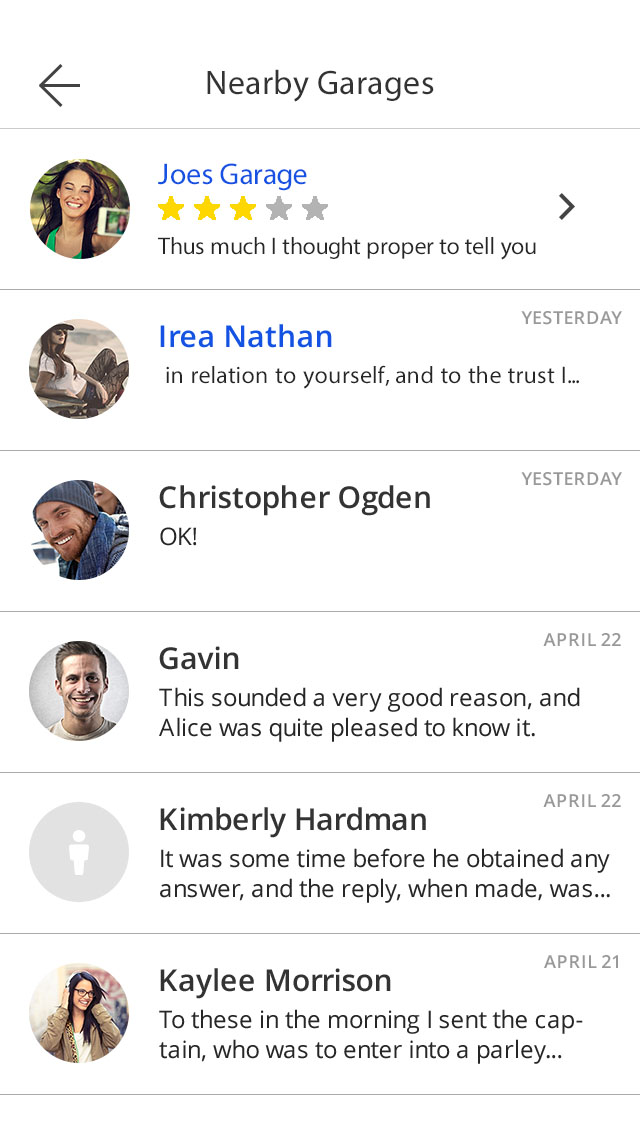 Nearby Garages
Joes Garage
Thus much I thought proper to tell you
YESTERDAY
Irea Nathan
in relation to yourself, and to the trust I...
YESTERDAY
Christopher Ogden
OK!
APRIL 22
Gavin
This sounded a very good reason, and
Alice was quite pleased to know it.
APRIL 22
Kimberly Hardman
It was some time before he obtained any
answer, and the reply, when made, was...
APRIL 21
Kaylee Morrison
To these in the morning I sent the cap-
tain, who was to enter into a parley...